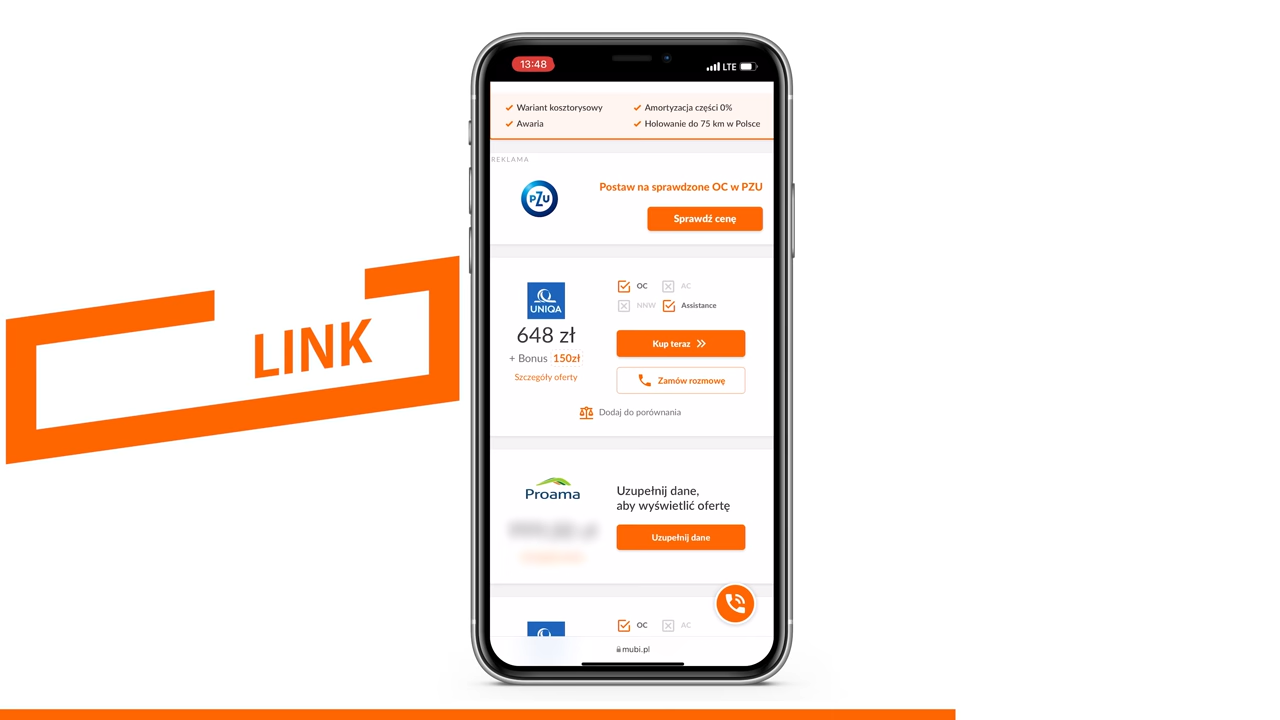 13:48
LTE
Wariant kosztorysowy
Amortyzacja części 0%
Awaria
Holowanie do 75 km w Polsce
REKLAMA
PZU
Postaw na sprawdzone OC w PZU
Sprawdź cenę
UNIQA
648 zł
+ Bonus 150zł
Szczegóły oferty
OC
AC
NNW
Assistance
Kup teraz
Zamów rozmowę
Dodaj do porównania
LINK
Proama
Uzupełnij dane,
aby wyświetlić ofertę
Uzupełnij dane
OC
AC
mubi.pl